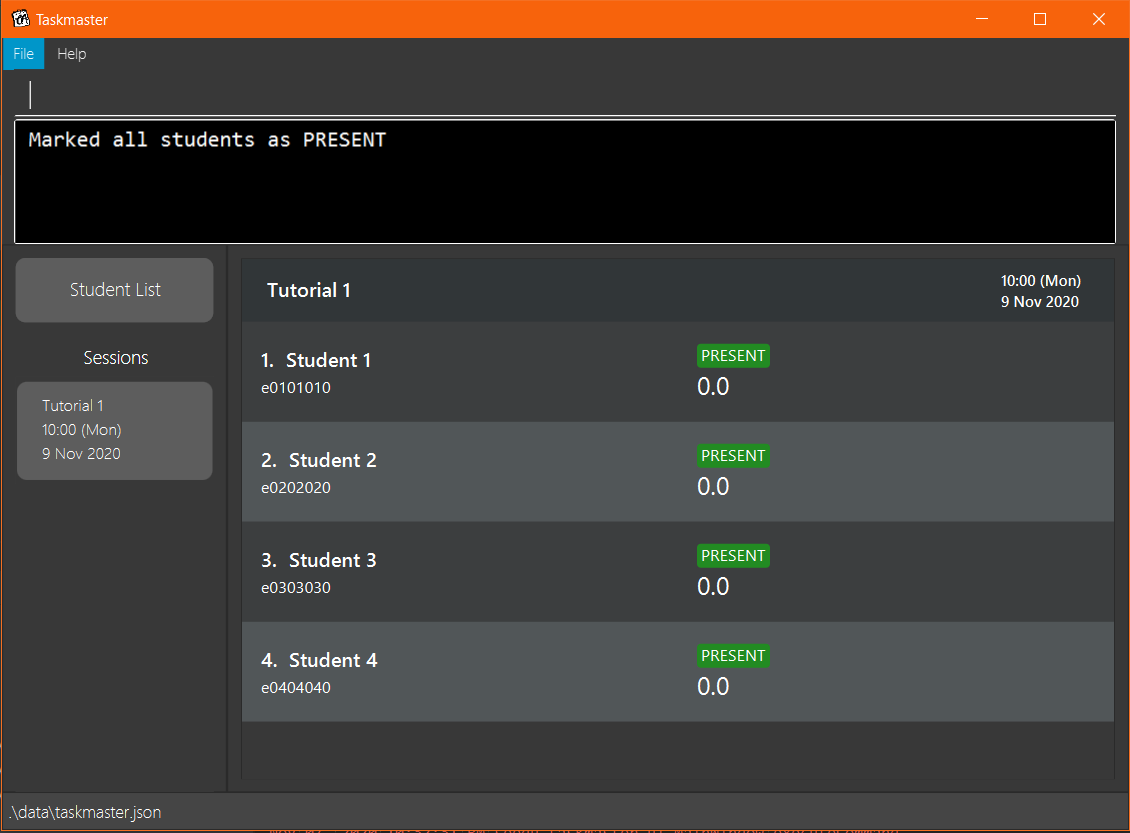 Taskmaster
File Help
Marked all students as PRESENT
Student List
Sessions
Tutorial 1
10:00 (Mon)
9 Nov 2020
Tutorial 1
10:00 (Mon)
9 Nov 2020
1. Student 1
e0101010
PRESENT
0.0
2. Student 2
e0202020
PRESENT
0.0
3. Student 3
e0303030
PRESENT
0.0
4. Student 4
e0404040
PRESENT
0.0
.\data\taskmaster.json